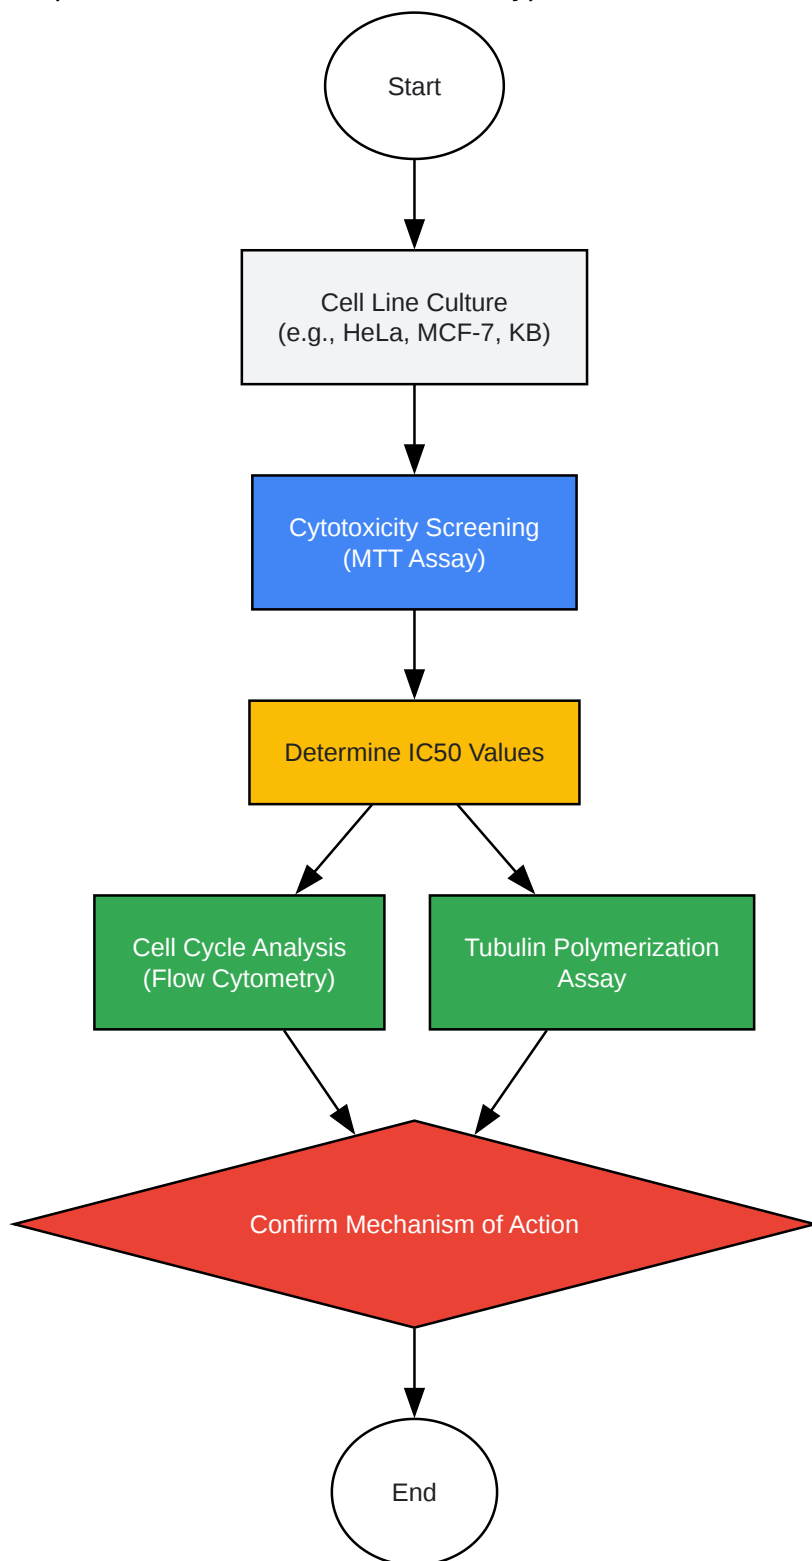 Start
Cell Line Culture
(e.g., HeLa, MCF-7, KB)
Cytotoxicity Screening
(MTT Assay)
Determine IC50 Values
Cell Cycle Analysis
(Flow Cytometry)
Tubulin Polymerization
Assay
Confirm Mechanism of Action
End